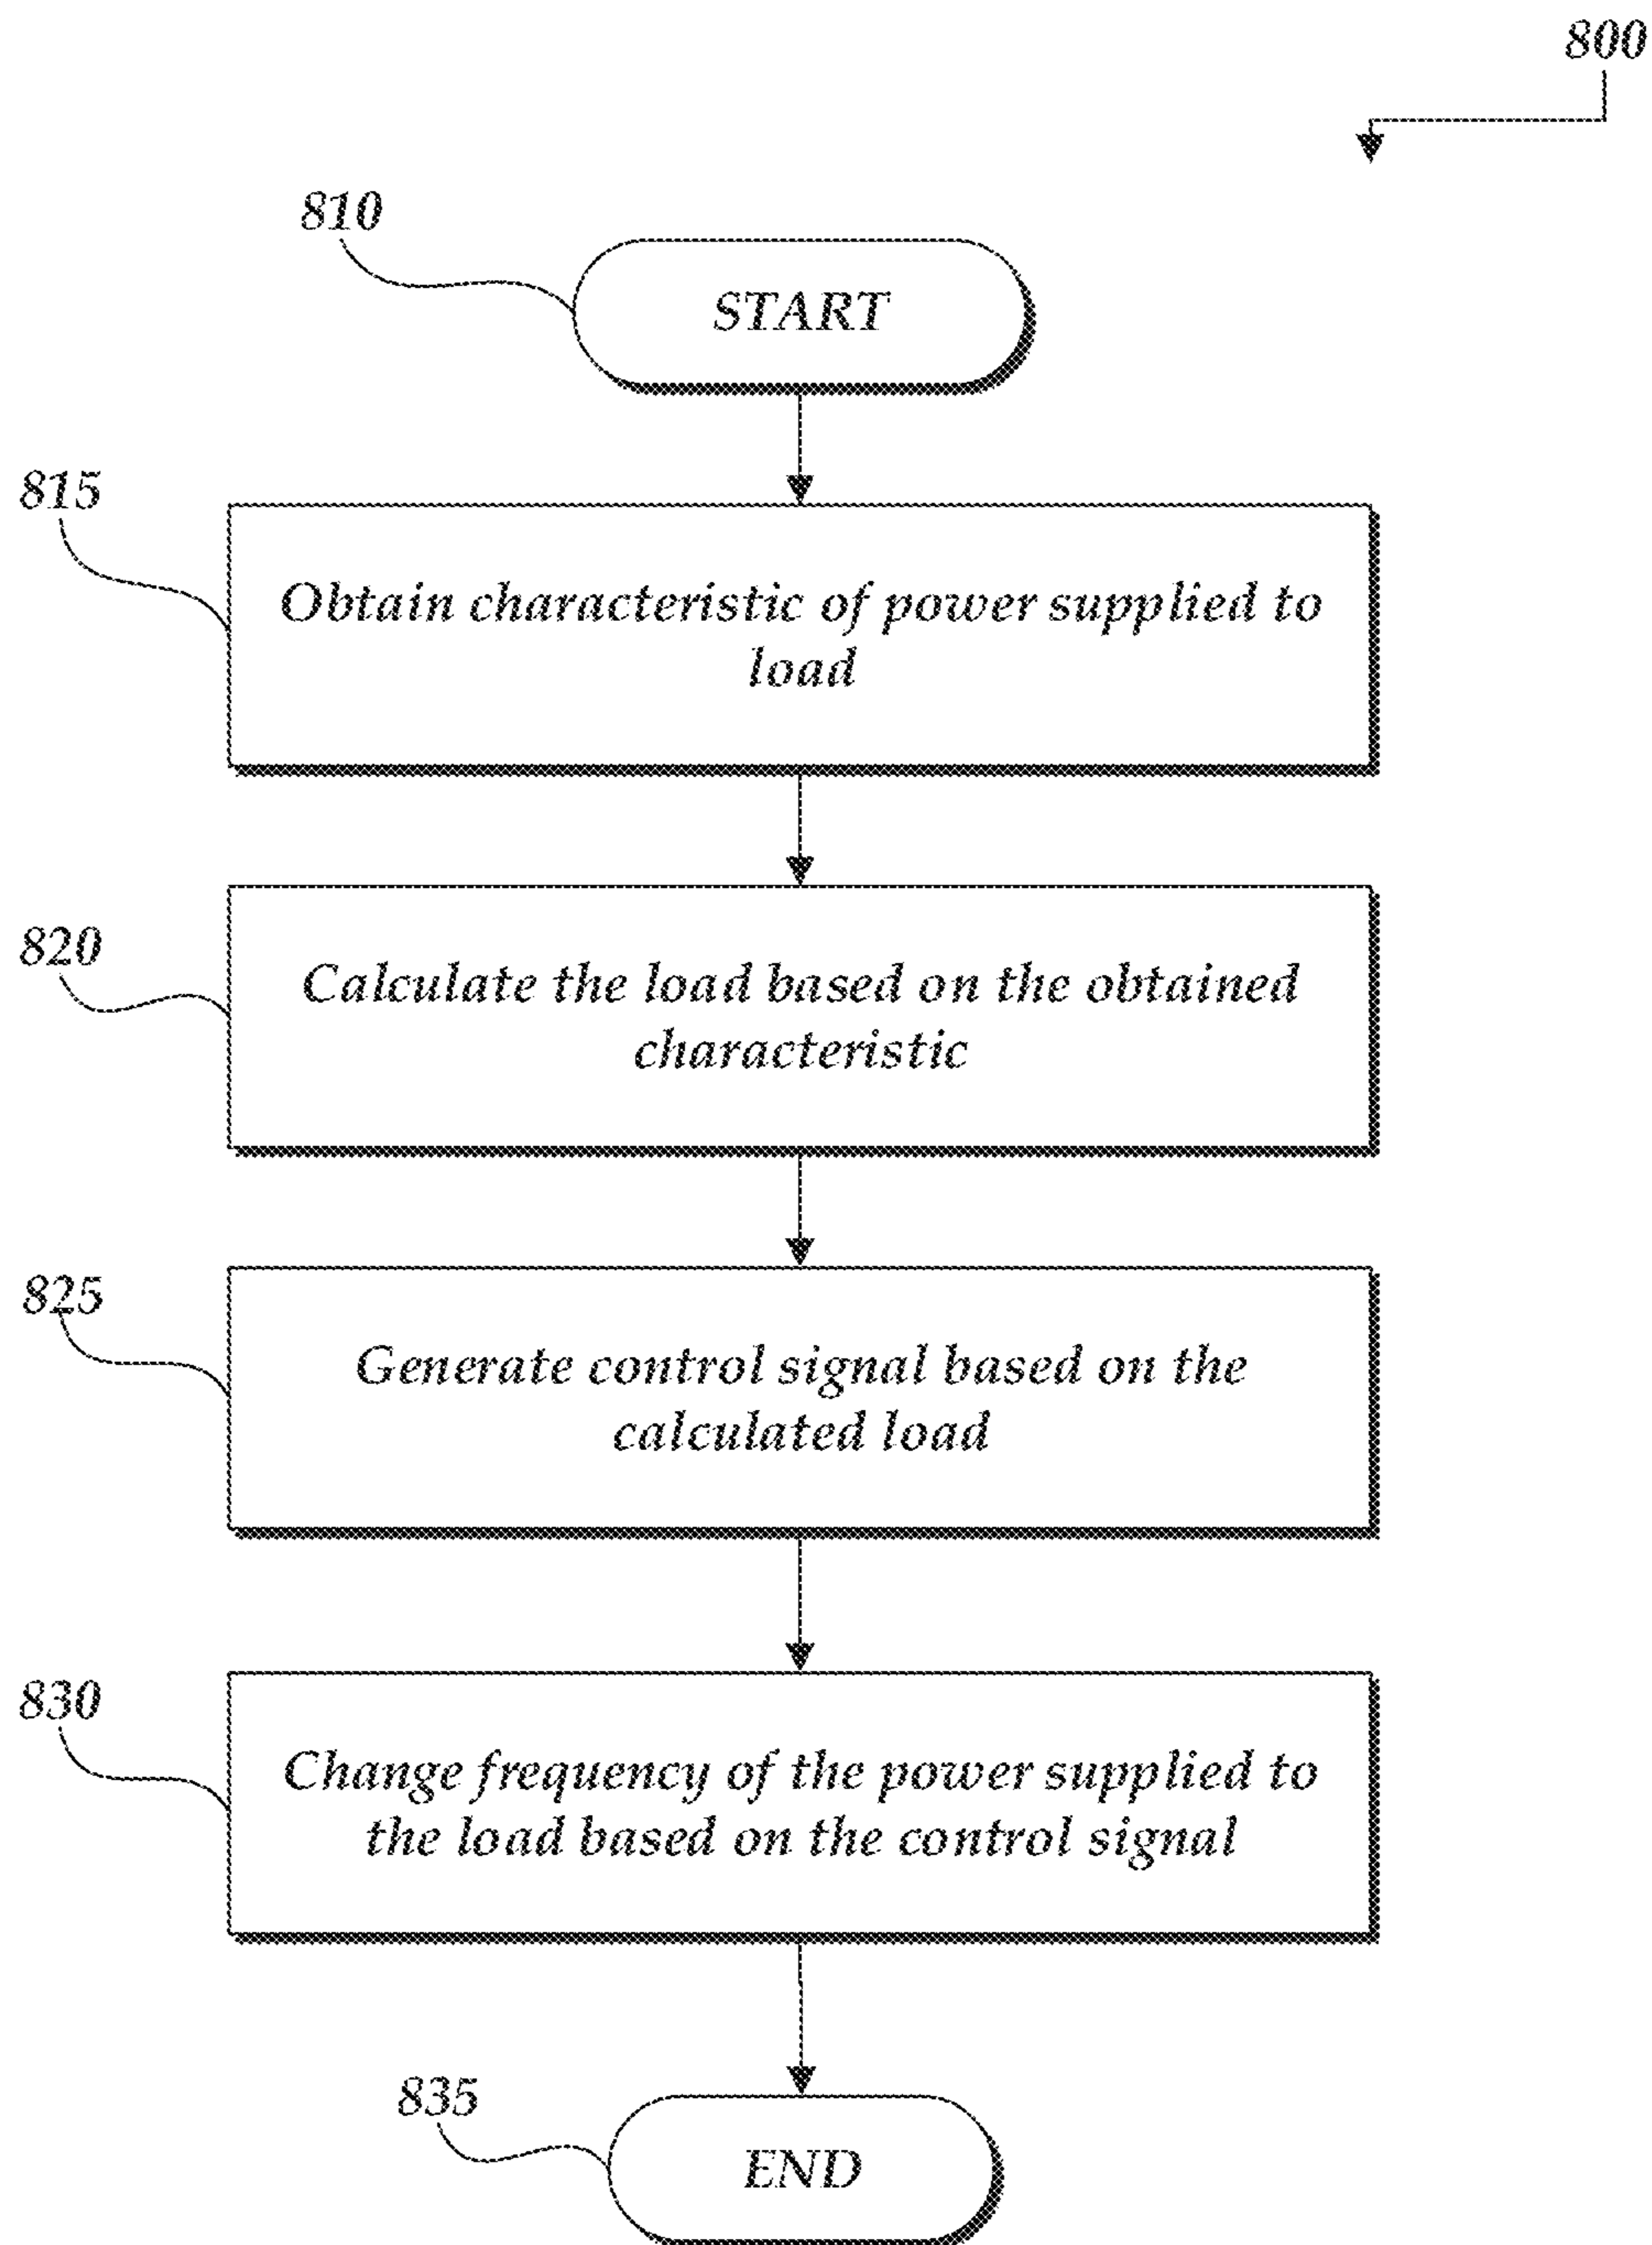 800
810
START
815
Obtain characteristic of power supplied to
load
820
Calculate the load based on the obtained
characteristic
825
Generate control signal based on the
calculated load
830
Change frequency of the power supplied to
the load based on the control signal
835
END